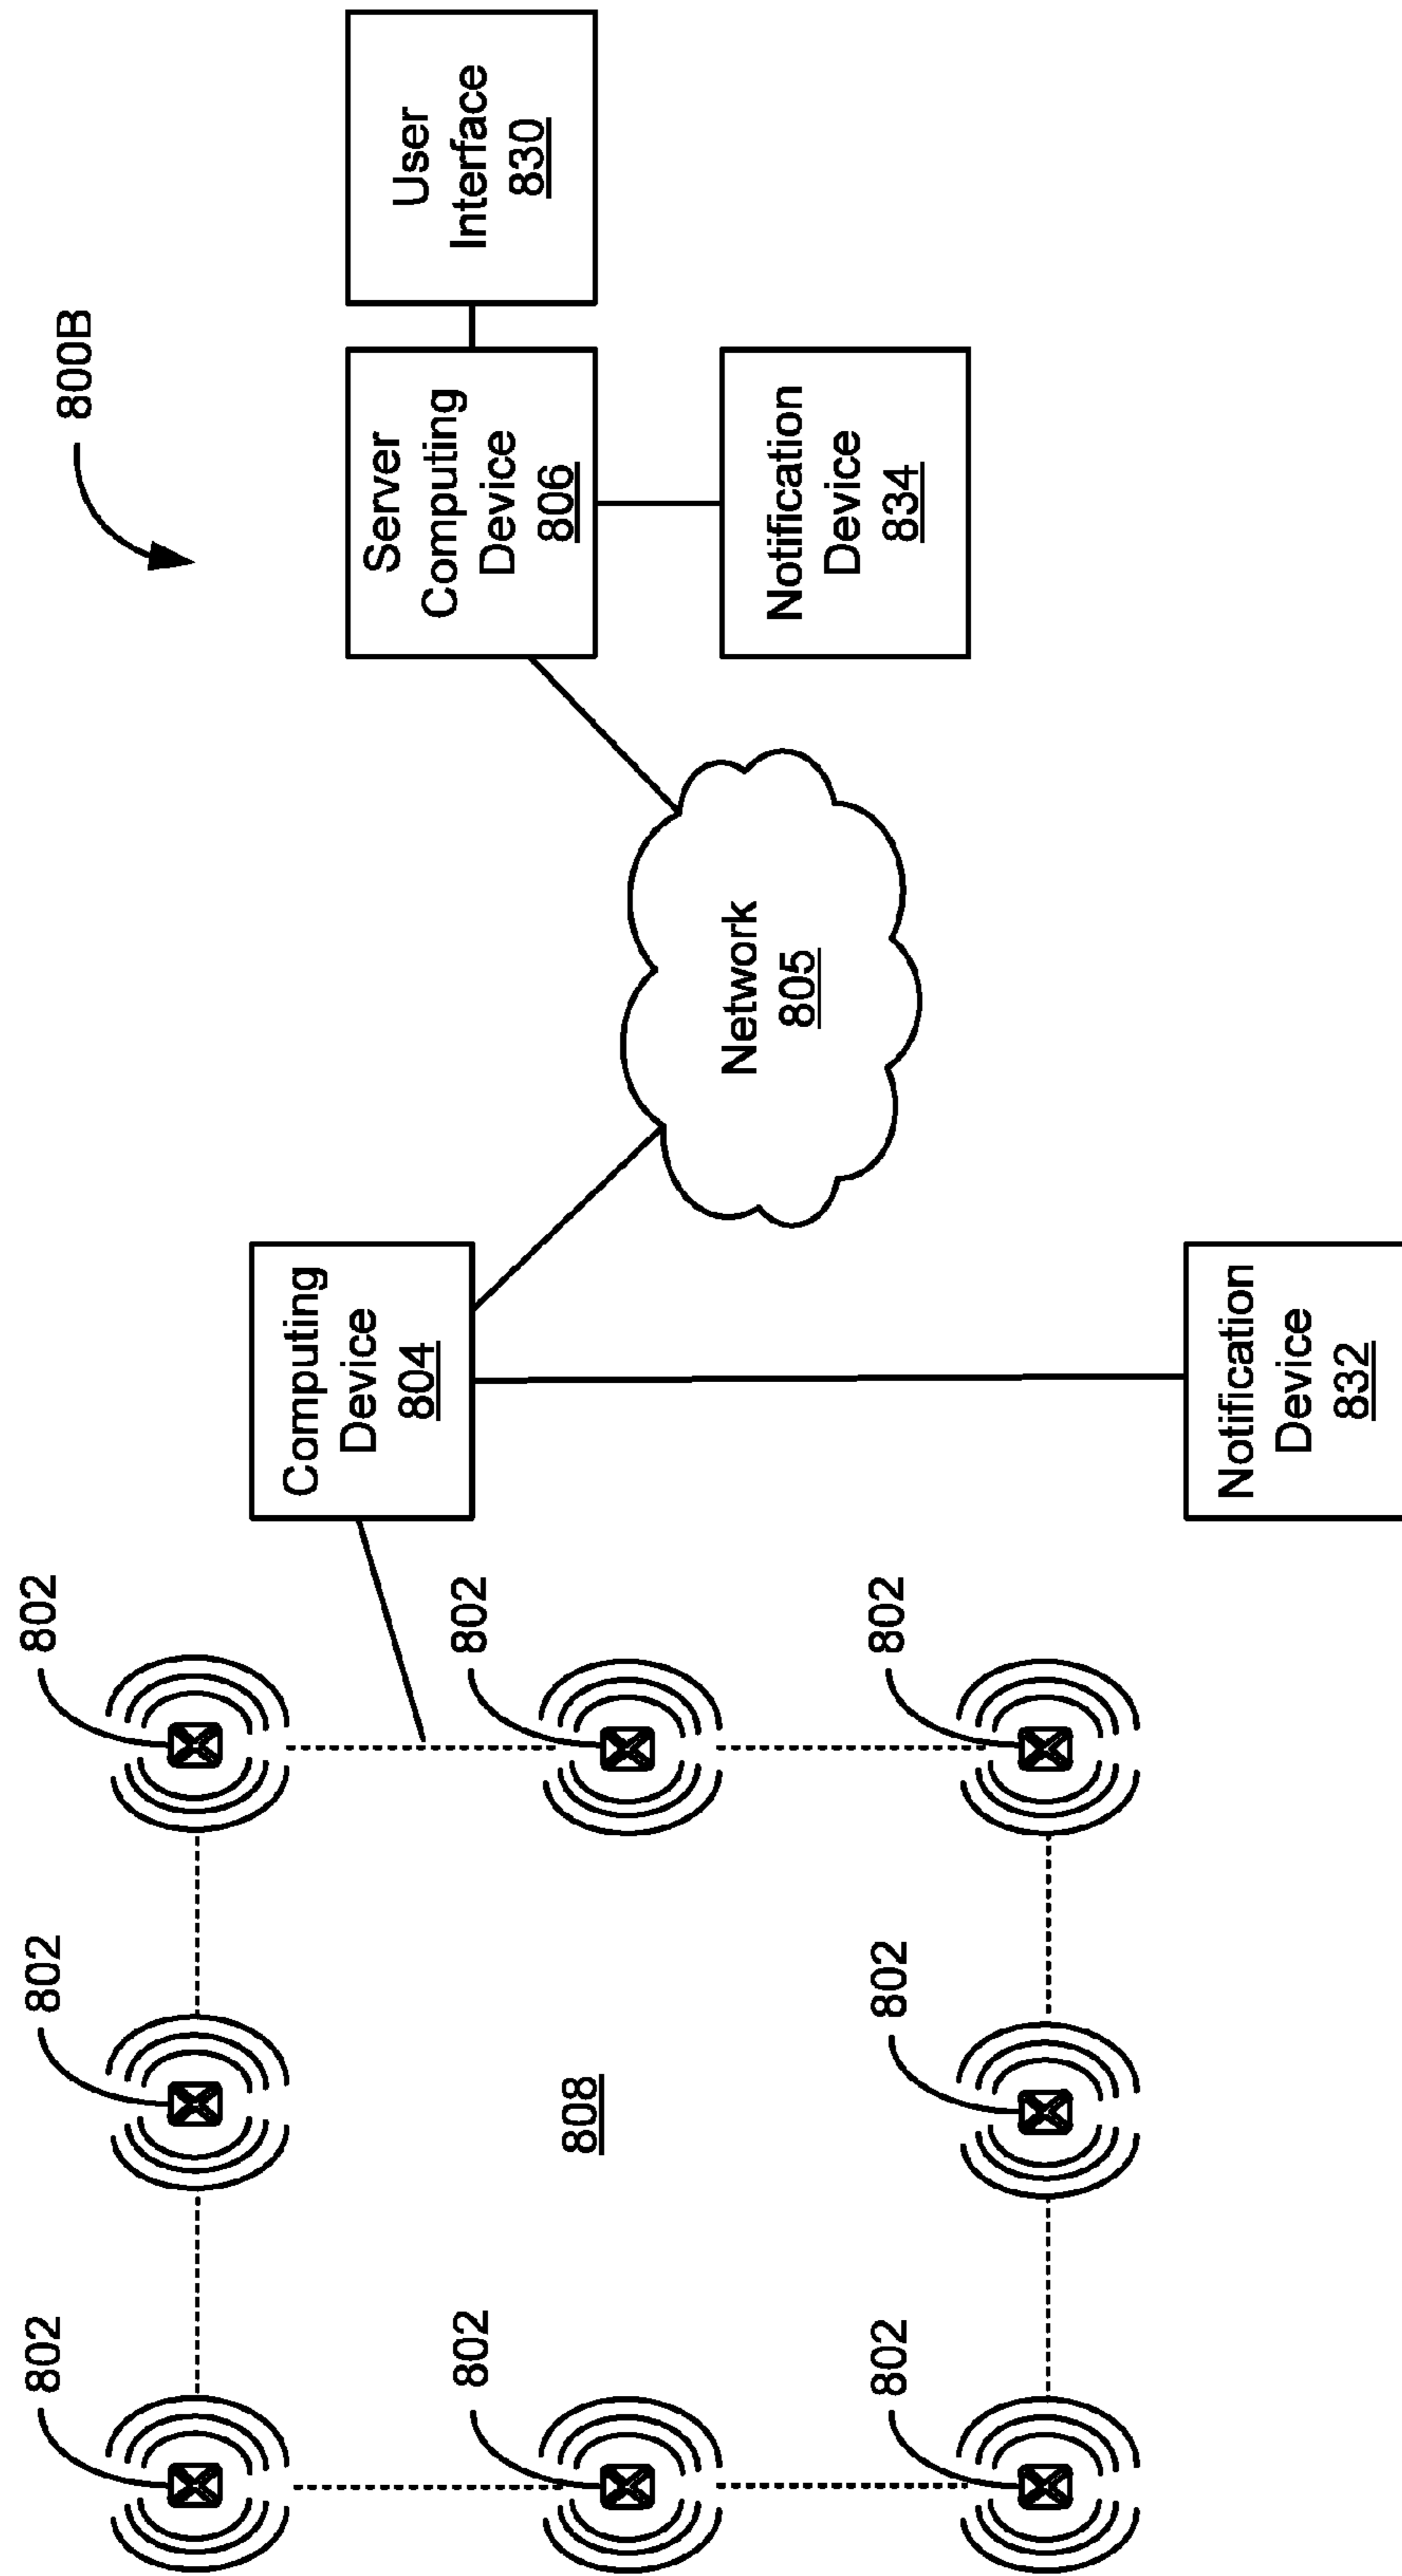 800B
802
802
802
802
802
802
802
802
808
Computing
Device
804
Network
805
Server
Computing
Device
806
User
Interface
830
Notification
Device
834
Notification
Device
832